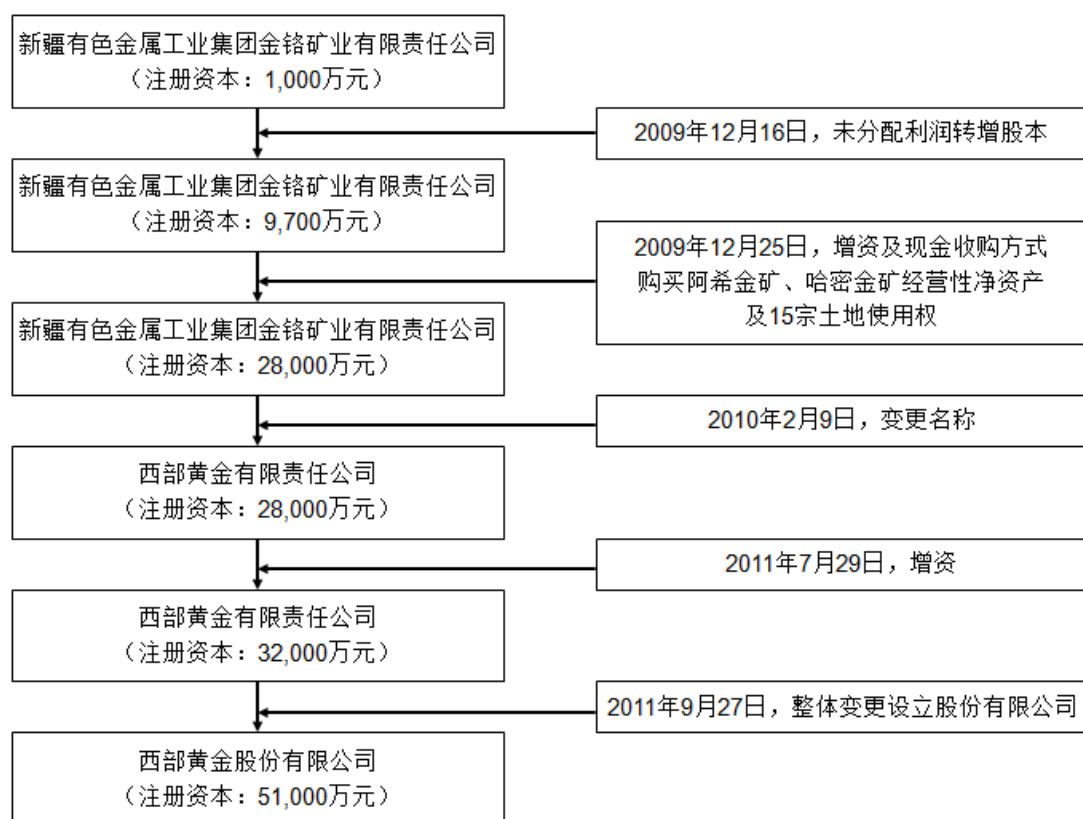 新疆有色金属工业集团金铬矿业有限责任公司
（注册资本：1,000万元）
2009年12月16日，未分配利润转增股本
新疆有色金属工业集团金铬矿业有限责任公司
（注册资本：9,700万元）
2009年12月25日，增资及现金收购方式
购买阿希金矿、哈密金矿经营性净资产
及15宗土地使用权
新疆有色金属工业集团金铬矿业有限责任公司
（注册资本：28,000万元）
2010年2月9日，变更名称
西部黄金有限责任公司
（注册资本：28,000万元）
2011年7月29日，增资
西部黄金有限责任公司
（注册资本：32,000万元）
2011年9月27日，整体变更设立股份有限公司
西部黄金股份有限公司
（注册资本：51,000万元）